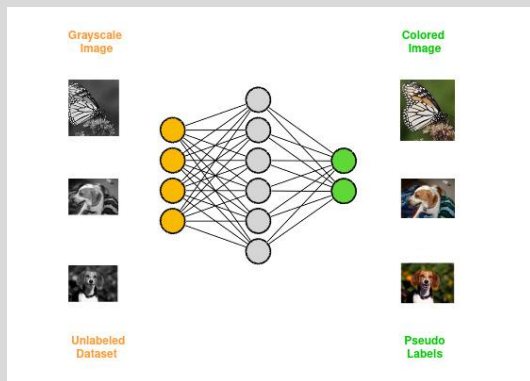 Grayscale
Image
Colored
Image
Unlabeled
Dataset
Pseudo
Labels